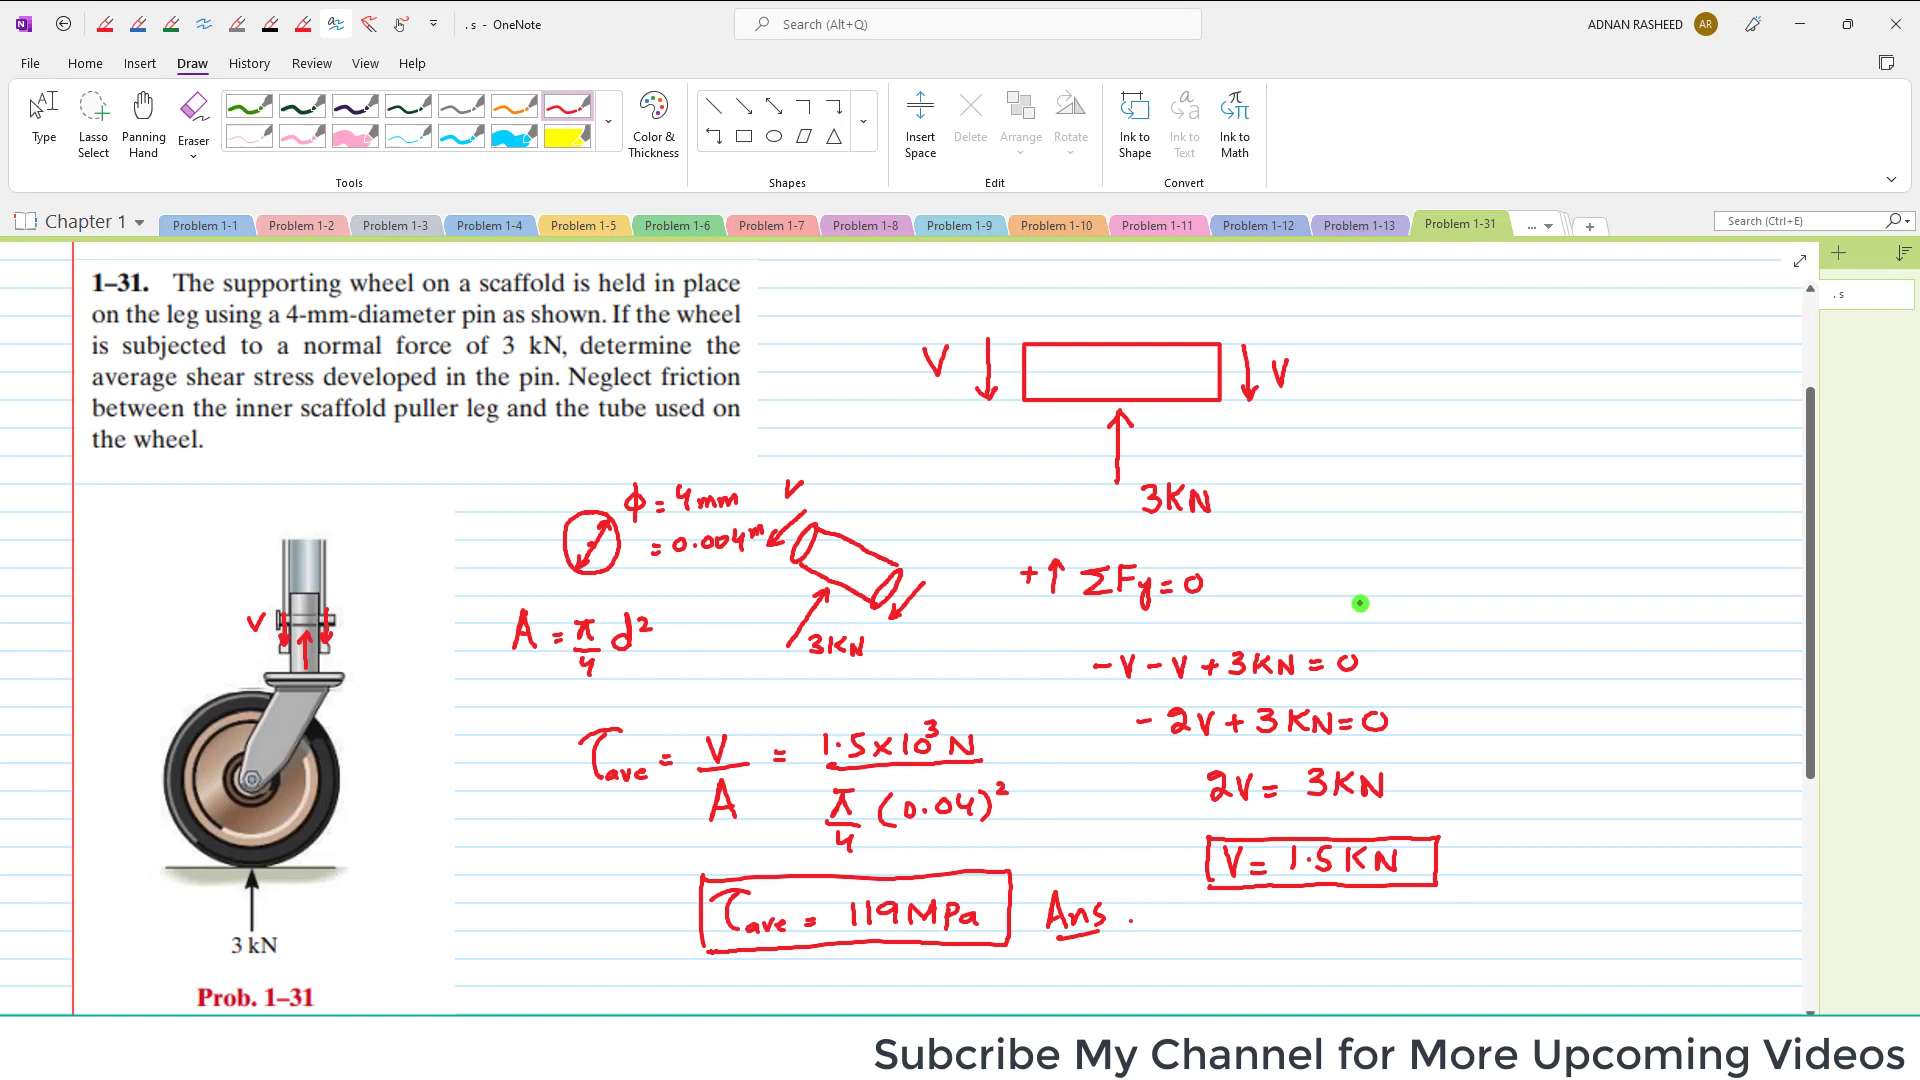 . s - OneNote
Search (Alt+Q)
ADNAN RASHEED
AR
File Home Insert Draw History Review View Help
Type
Lasso Select
Panning Hand
Eraser
Color & Thickness
Insert Space
Delete
Arrange
Rotate
Ink to Shape
Ink to Text
Ink to Math
Tools Shapes Edit Convert
Chapter 1
Problem 1-1 Problem 1-2 Problem 1-3 Problem 1-4 Problem 1-5 Problem 1-6 Problem 1-7 Problem 1-8 Problem 1-9 Problem 1-10 Problem 1-11 Problem 1-12 Problem 1-13 Problem 1-31 ...
Search (Ctrl+E)
. s
1–31. The supporting wheel on a scaffold is held in place
on the leg using a 4-mm-diameter pin as shown. If the wheel
is subjected to a normal force of 3 kN, determine the
average shear stress developed in the pin. Neglect friction
between the inner scaffold puller leg and the tube used on
the wheel.
V V
3KN
ϕ = 4mm
= 0.004m
V
3KN
A = π/4 d²
+↑ ΣFy = 0
- V - V + 3KN = 0
- 2V + 3KN = 0
2V = 3KN
V = 1.5KN
τave = V/A = 1.5×10³ N / π/4 (0.04)²
τave = 119MPa Ans .
V
3 kN
Prob. 1–31
Subcribe My Channel for More Upcoming Videos